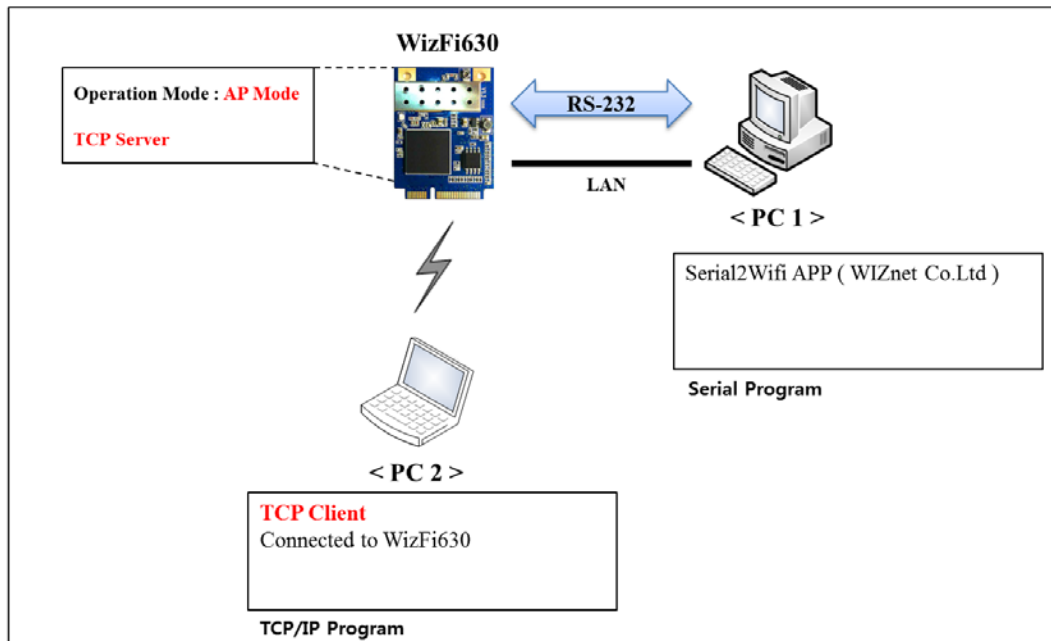 WizFi630
Operation Mode : AP Mode
TCP Server
RS-232
LAN
< PC 1 >
Serial2Wifi APP ( WIZnet Co.Ltd )
Serial Program
< PC 2 >
TCP Client
Connected to WizFi630
TCP/IP Program